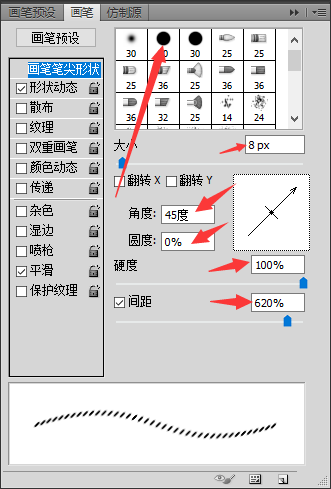 画笔预设 画笔 仿制源
画笔预设
30 30 30 25 25
25 25 25 36 25
36 36 32 25 14
24
画笔笔尖形状
形状动态
散布
纹理
双重画笔
颜色动态
传递
杂色
湿边
喷枪
平滑
保护纹理
大小 8 px
翻转 X 翻转 Y
角度: 45度
圆度: 0%
硬度 100%
间距 620%